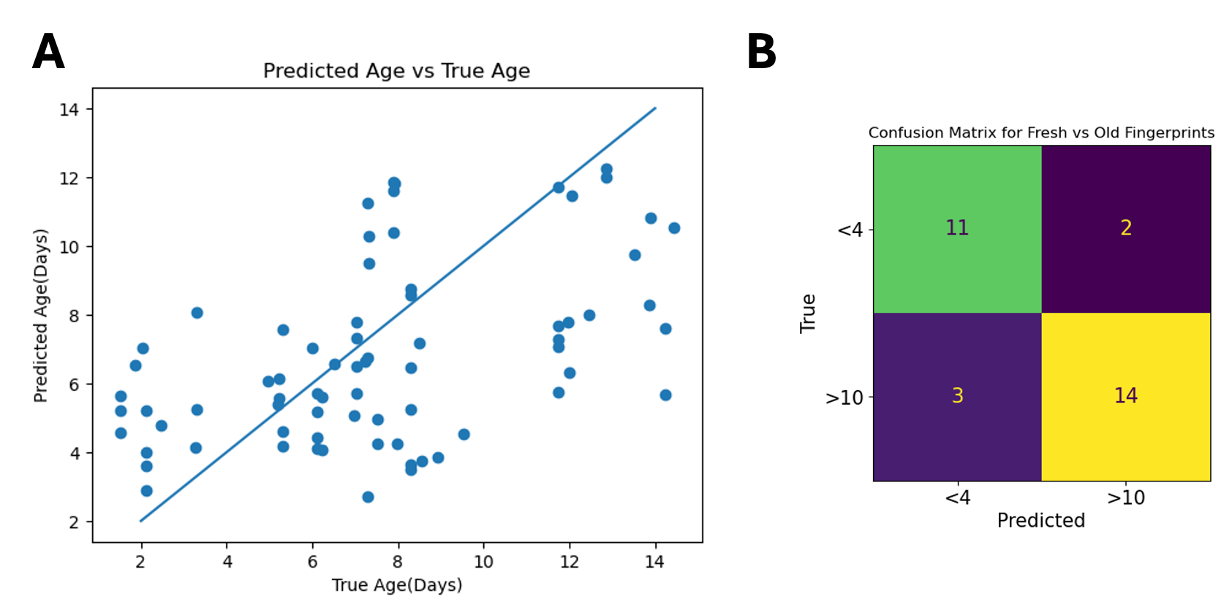 A
Predicted Age vs True Age
Predicted Age(Days)
14
12
10
8
6
4
2
2 4 6 8 10 12 14
True Age(Days)
B
Confusion Matrix for Fresh vs Old Fingerprints
True
<4 11 2
>10 3 14
<4 >10
Predicted